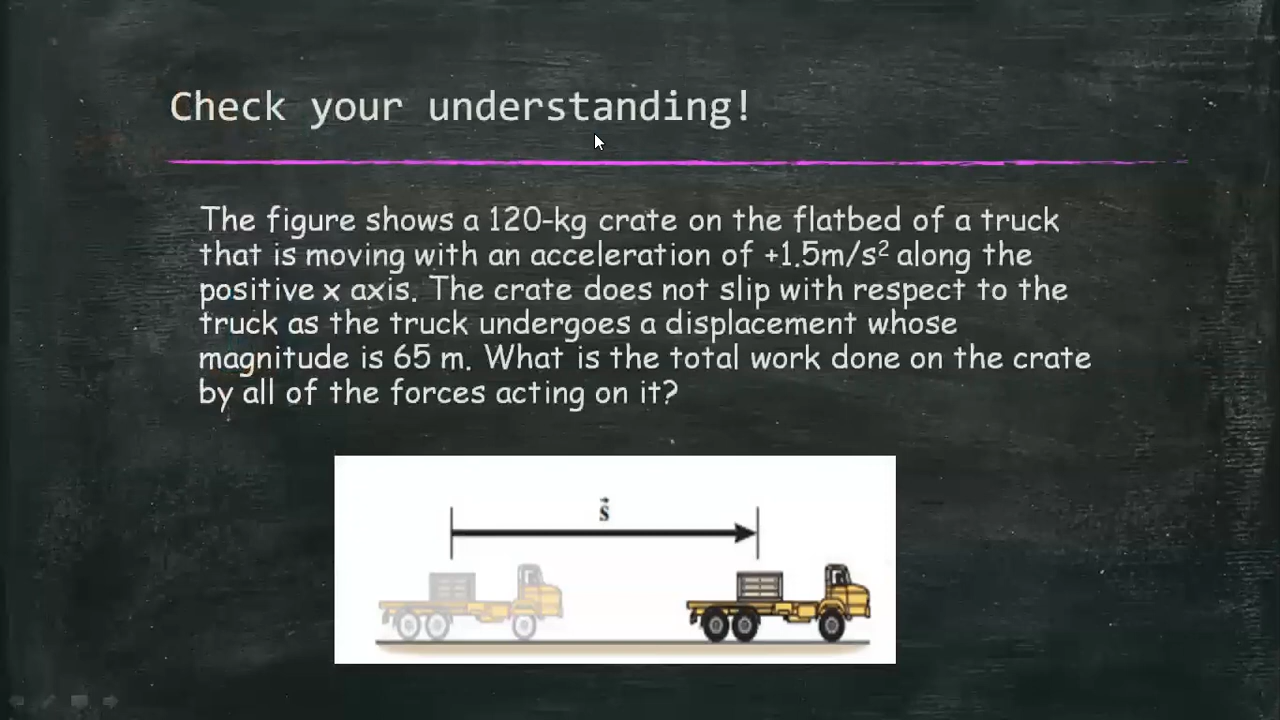 Check your understanding!
The figure shows a 120-kg crate on the flatbed of a truck
that is moving with an acceleration of +1.5m/s² along the
positive x axis. The crate does not slip with respect to the
truck as the truck undergoes a displacement whose
magnitude is 65 m. What is the total work done on the crate
by all of the forces acting on it?
s⃗